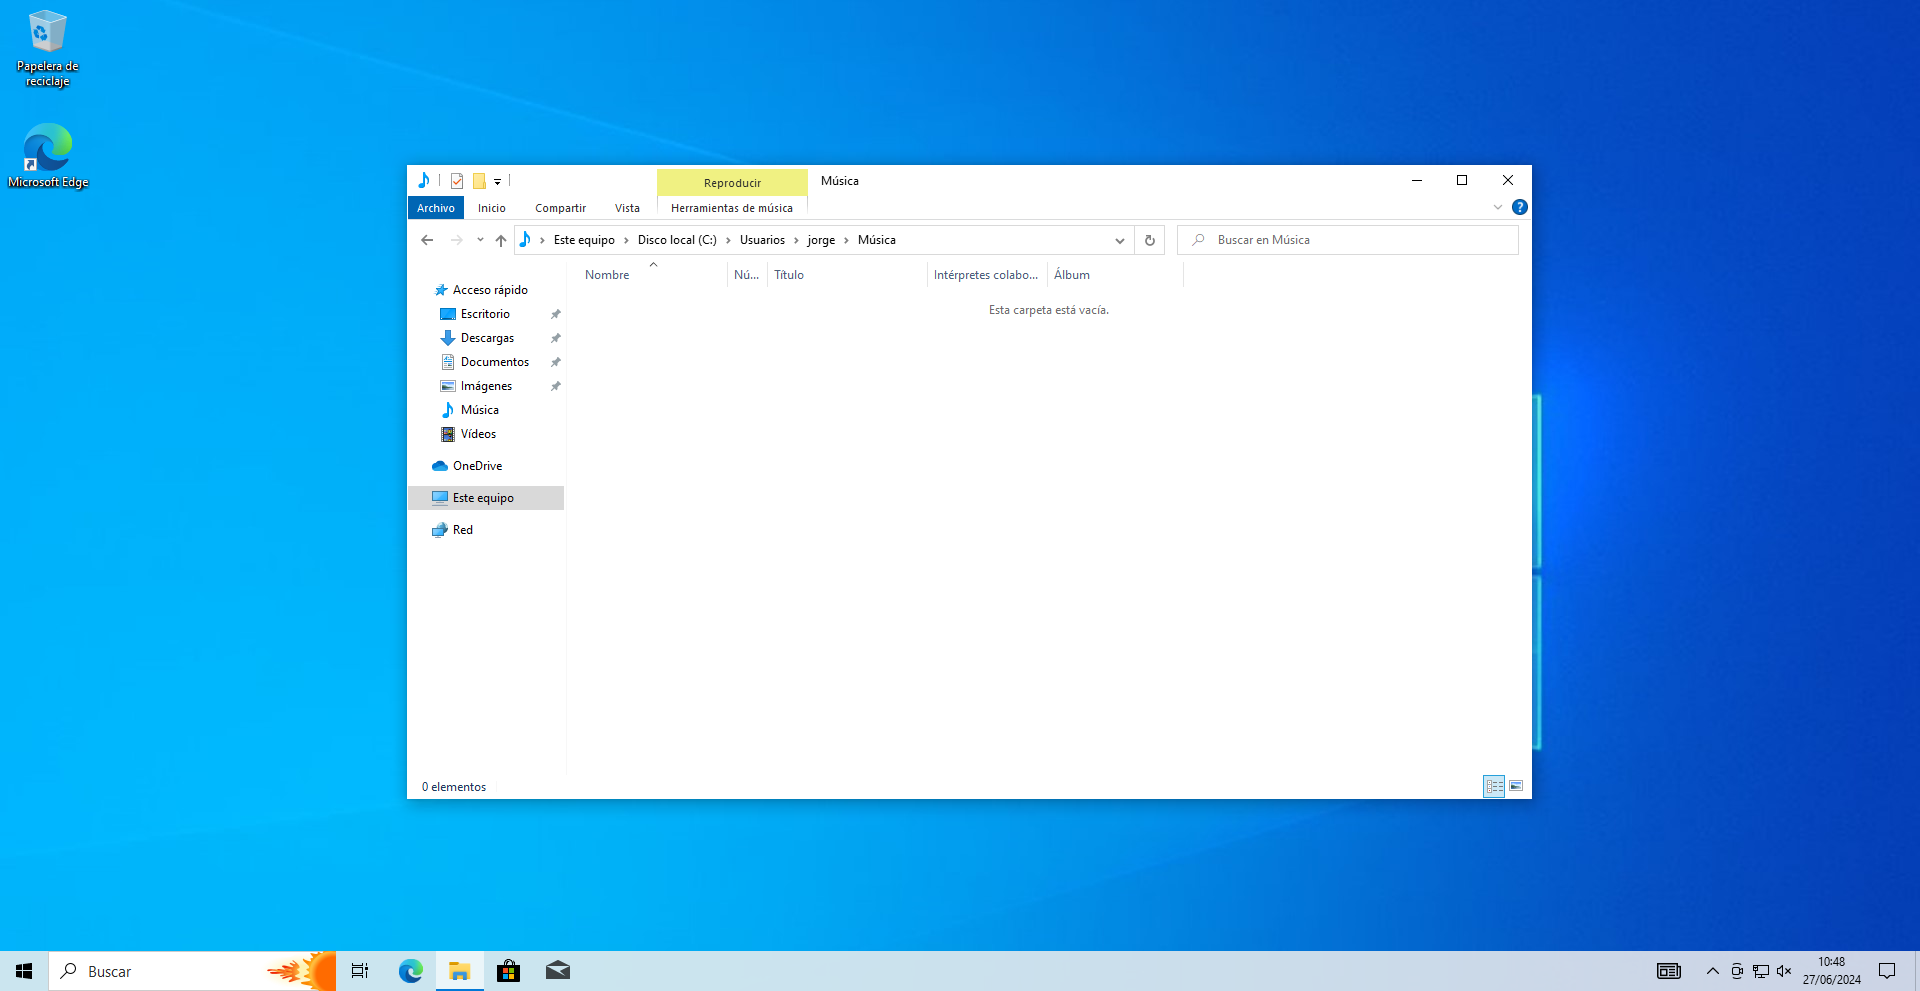 Papelera de
reciclaje
Microsoft Edge
Reproducir
Música
Archivo
Inicio
Compartir
Vista
Herramientas de música
Este equipo
Disco local (C:)
Usuarios
jorge
Música
Buscar en Música
Nombre
Nú...
Título
Intérpretes colabo...
Álbum
Esta carpeta está vacía.
Acceso rápido
Escritorio
Descargas
Documentos
Imágenes
Música
Vídeos
OneDrive
Este equipo
Red
0 elementos
Buscar
10:48
27/06/2024